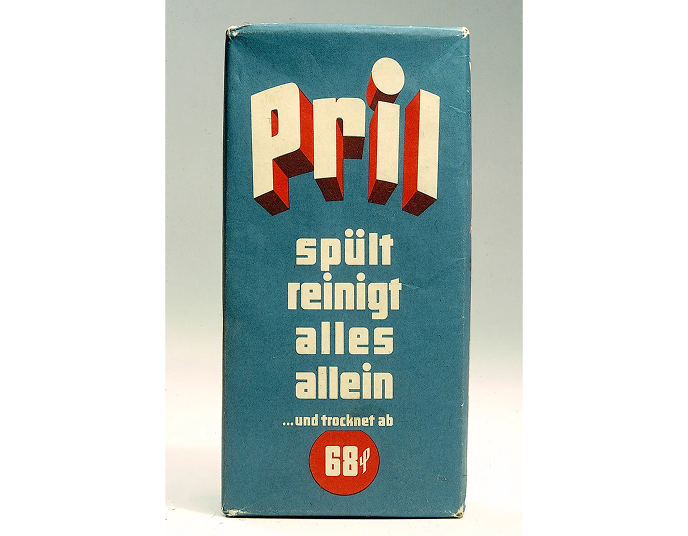 Pril
spült
reinigt
alles
allein
...und trocknet ab
68₰